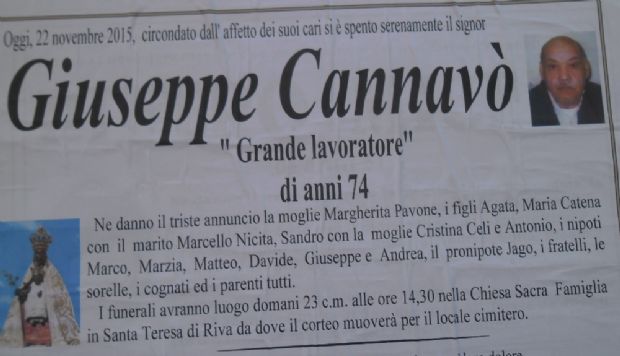 Oggi, 22 novembre 2015, circondato dall' affetto dei suoi cari si è spento serenamente il signor
Giuseppe Cannavò
" Grande lavoratore"
di anni 74
Ne danno il triste annuncio la moglie Margherita Pavone, i figli Agata, Maria Catena
con il marito Marcello Nicita, Sandro con la moglie Cristina Celi e Antonio, i nipoti
Marco, Marzia, Matteo, Davide, Giuseppe e Andrea, il pronipote Jago, i fratelli, le
sorelle, i cognati ed i parenti tutti.
I funerali avranno luogo domani 23 c.m. alle ore 14,30 nella Chiesa Sacra Famiglia
in Santa Teresa di Riva da dove il corteo muoverà per il locale cimitero.